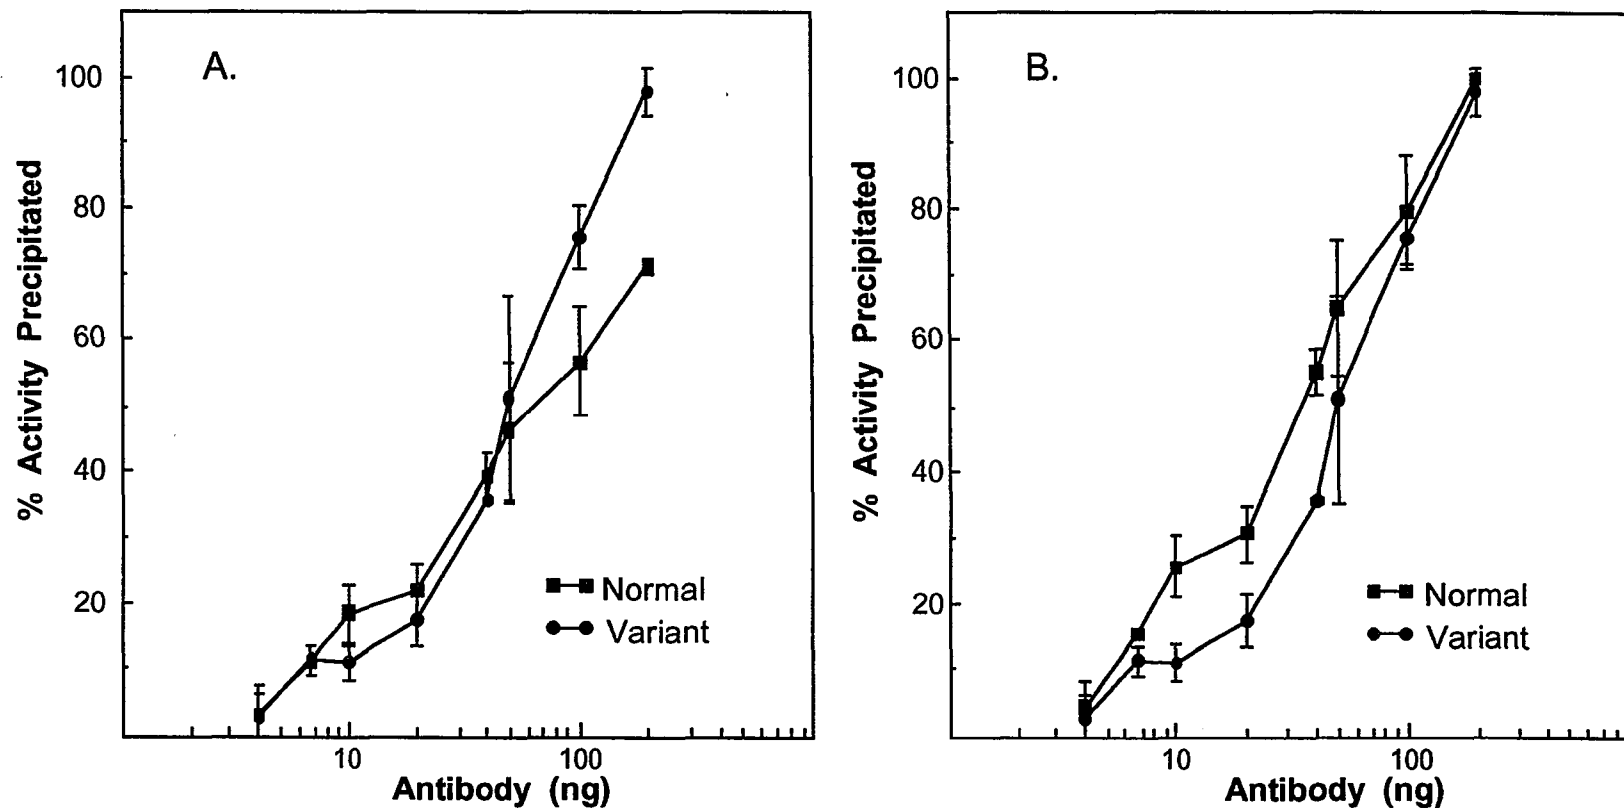 A.
% Activity Precipitated
100
80
60
40
20
Normal
Variant
10
100
Antibody (ng)
B.
% Activity Precipitated
100
80
60
40
20
Normal
Variant
10
100
Antibody (ng)